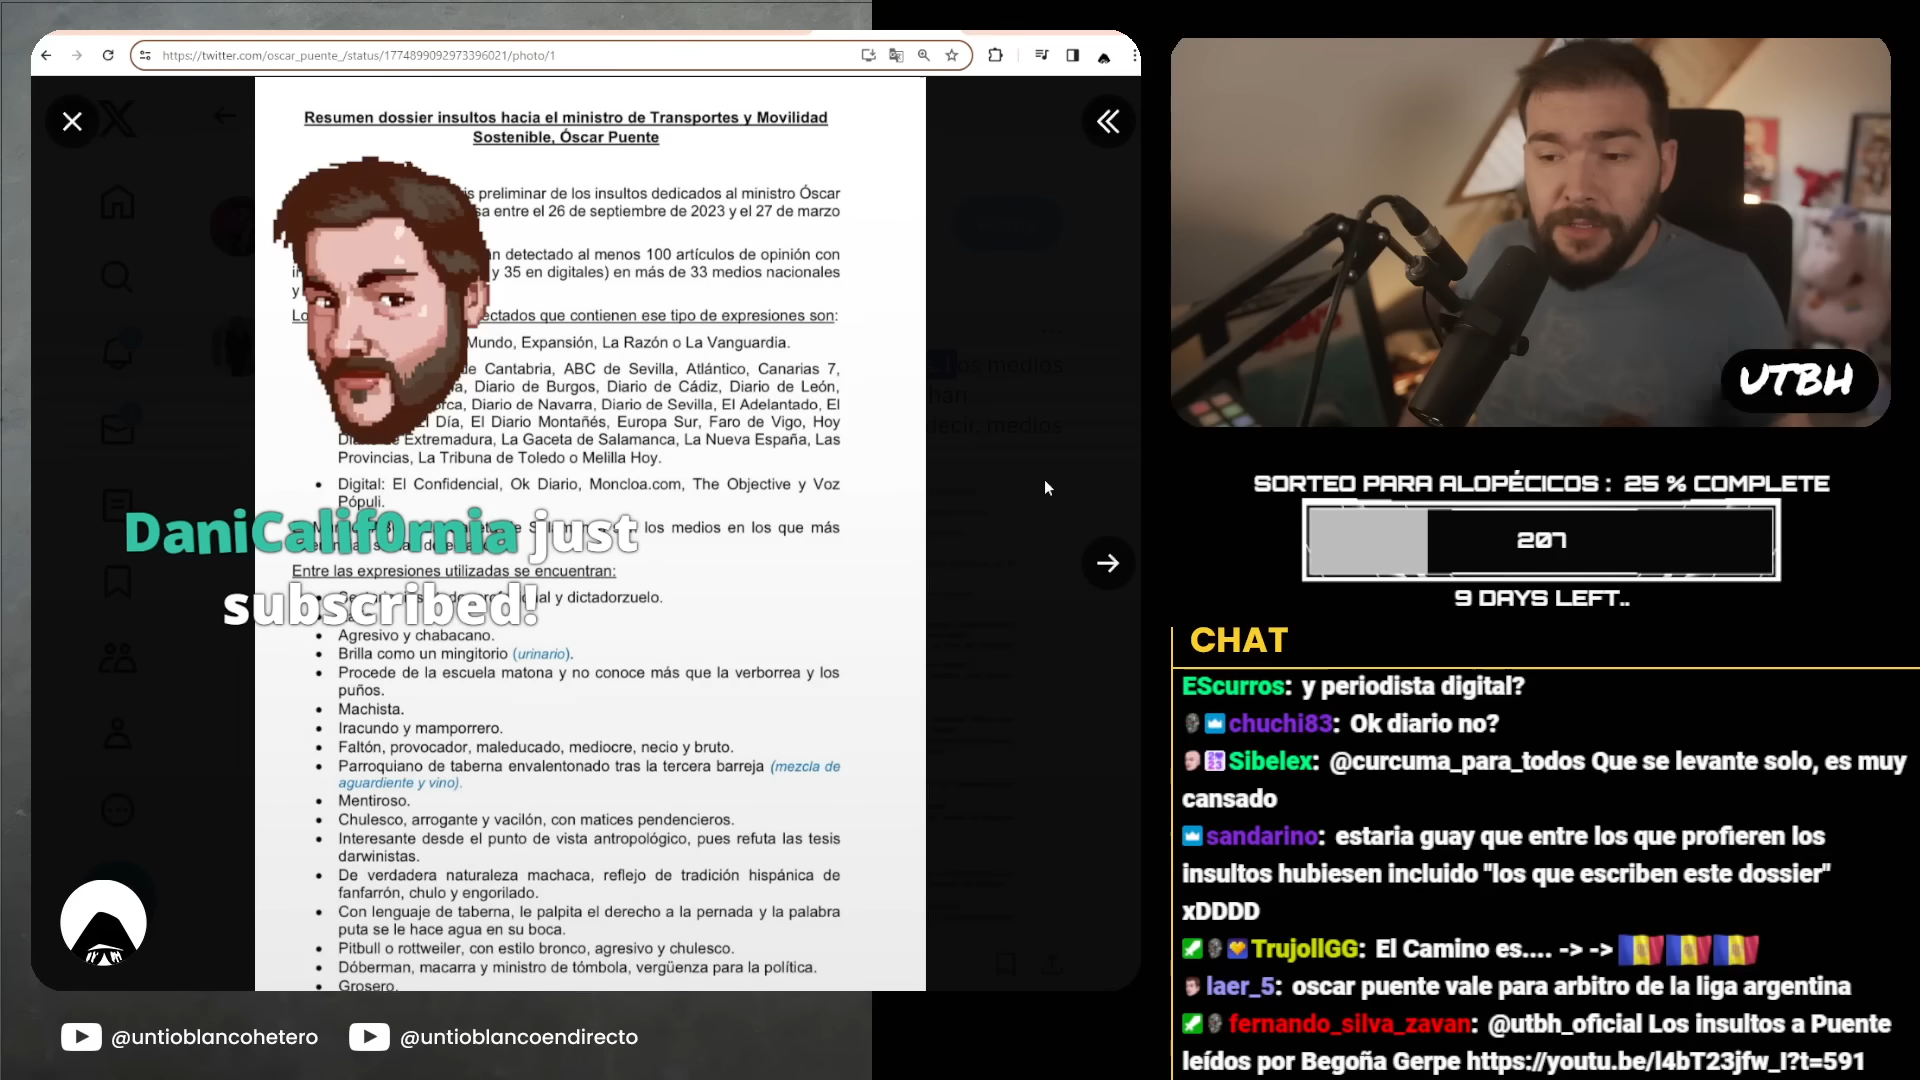 https://twitter.com/oscar_puente_/status/1774899092973396021/photo/1
Resumen dossier insultos hacia el ministro de Transportes y Movilidad
Sostenible, Óscar Puente
preliminar de los insultos dedicados al ministro Óscar
entre el 26 de septiembre de 2023 y el 27 de marzo
detectado al menos 100 artículos de opinión con
y 35 en digitales) en más de 33 medios nacionales
y
que contienen ese tipo de expresiones son:
Mundo, Expansión, La Razón o La Vanguardia.
de Cantabria, ABC de Sevilla, Atlántico, Canarias 7,
Diario de Burgos, Diario de Cádiz, Diario de León,
Diario de Navarra, Diario de Sevilla, El Adelantado, El
Día, El Diario Montañés, Europa Sur, Faro de Vigo, Hoy
Extremadura, La Gaceta de Salamanca, La Nueva España, Las
Provincias, La Tribuna de Toledo o Melilla Hoy.
• Digital: El Confidencial, Ok Diario, Moncloa.com, The Objective y Voz
Pópuli.
los medios en los que más
DaniCalif0rnia just
subscribed!
Entre las expresiones utilizadas se encuentran:
y dictadorzuelo.
• Agresivo y chabacano.
• Brilla como un mingitorio (urinario).
• Procede de la escuela matona y no conoce más que la verborrea y los
puños.
• Machista.
• Iracundo y mamporrero.
• Faltón, provocador, maleducado, mediocre, necio y bruto.
• Parroquiano de taberna envalentonado tras la tercera barreja (mezcla de
aguardiente y vino).
• Mentiroso.
• Chulesco, arrogante y vacilón, con matices pendencieros.
• Interesante desde el punto de vista antropológico, pues refuta las tesis
darwinistas.
• De verdadera naturaleza machaca, reflejo de tradición hispánica de
fanfarrón, chulo y engorilado.
• Con lenguaje de taberna, le palpita el derecho a la pernada y la palabra
puta se le hace agua en su boca.
• Pitbull o rottweiler, con estilo bronco, agresivo y chulesco.
• Dóberman, macarra y ministro de tómbola, vergüenza para la política.
• Grosero.
medios
han
decir, medios
@untioblancohetero
@untioblancoendirecto
UTBH
SORTEO PARA ALOPÉCICOS : 25 % COMPLETE
207
9 DAYS LEFT..
CHAT
EScurros: y periodista digital?
chuchi83: Ok diario no?
Sibelex: @curcuma_para_todos Que se levante solo, es muy
cansado
sandarino: estaria guay que entre los que profieren los
insultos hubiesen incluido "los que escriben este dossier"
xDDDD
TrujollGG: El Camino es.... -> ->
laer_5: oscar puente vale para arbitro de la liga argentina
fernando_silva_zavan: @utbh_oficial Los insultos a Puente
leídos por Begoña Gerpe https://youtu.be/l4bT23jfw_I?t=591